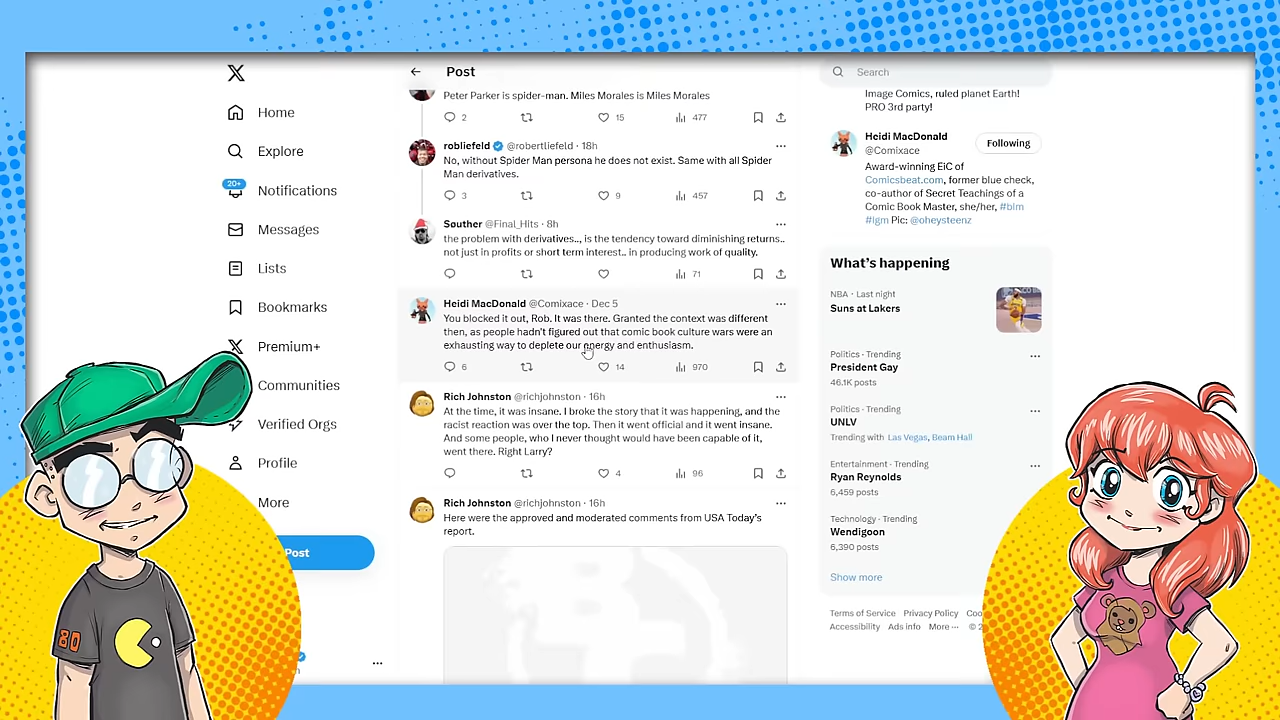 Home
Explore
20+
Notifications
Messages
Lists
Bookmarks
Premium+
Communities
Verified Orgs
Profile
More
Post
Post
Peter Parker is spider-man. Miles Morales is Miles Morales
2 15 477
robliefeld @robertliefeld · 18h
No, without Spider Man persona he does not exist. Same with all Spider
Man derivatives.
3 9 457
Søuther @Final_Hits · 8h
the problem with derivatives.., is the tendency toward diminishing returns..
not just in profits or short term interest.. in producing work of quality.
71
Heidi MacDonald @Comixace · Dec 5
You blocked it out, Rob. It was there. Granted the context was different
then, as people hadn't figured out that comic book culture wars were an
exhausting way to deplete our energy and enthusiasm.
6 14 970
Rich Johnston @richjohnston · 16h
At the time, it was insane. I broke the story that it was happening, and the
racist reaction was over the top. Then it went official and it went insane.
And some people, who I never thought would have been capable of it,
went there. Right Larry?
4 96
Rich Johnston @richjohnston · 16h
Here were the approved and moderated comments from USA Today's
report.
Search
Image Comics, ruled planet Earth!
PRO 3rd party!
Heidi MacDonald
@Comixace
Following
Award-winning EiC of
Comicsbeat.com, former blue check,
co-author of Secret Teachings of a
Comic Book Master, she/her, #blm
#lgm Pic: @oheysteenz
What's happening
NBA · Last night
Suns at Lakers
Politics · Trending
President Gay
46.1K posts
Politics · Trending
UNLV
Trending with Las Vegas, Beam Hall
Entertainment · Trending
Ryan Reynolds
6,459 posts
Technology · Trending
Wendigoon
6,390 posts
Show more
Terms of Service Privacy Policy Coo
Accessibility Ads info More ··· © 2
80